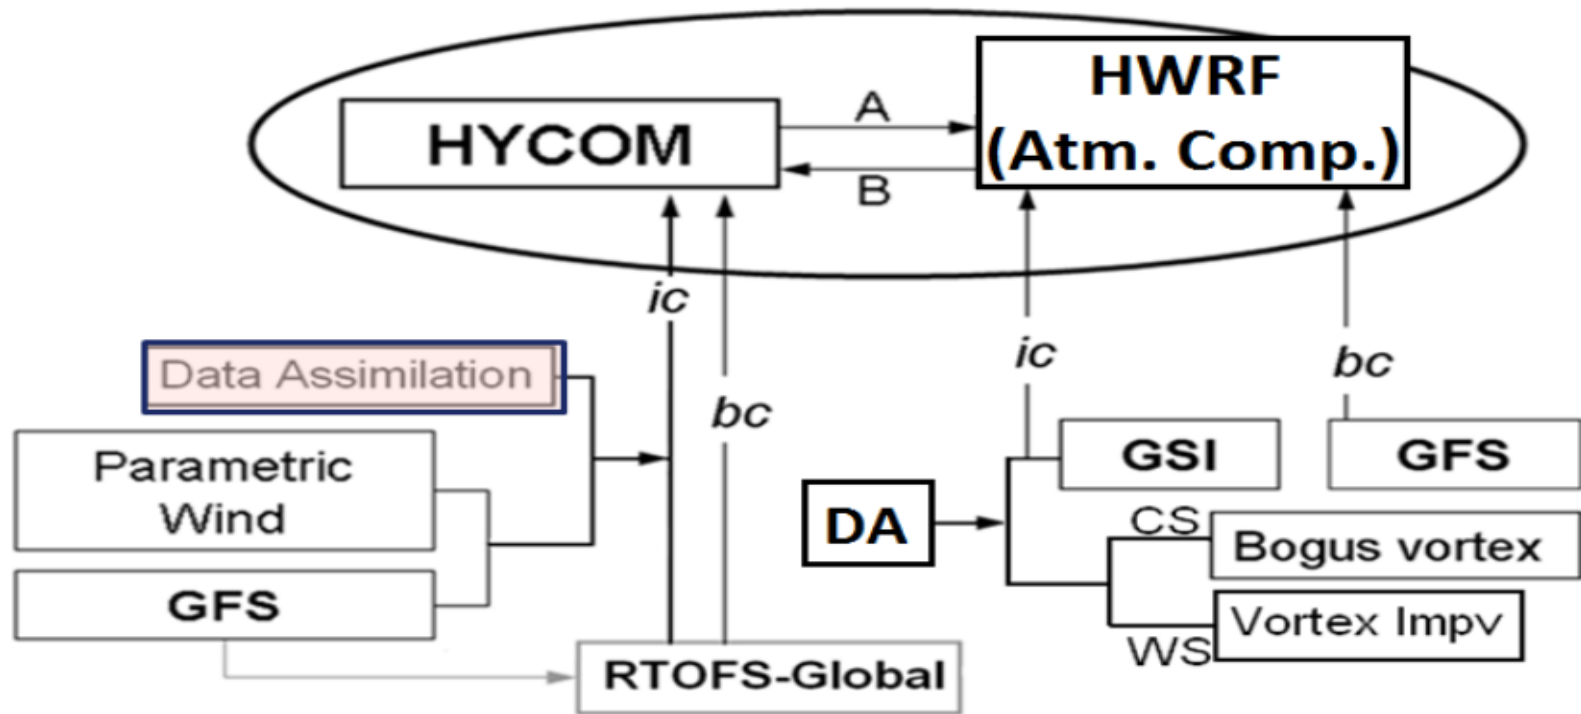 HWRF
(Atm. Comp.)
HYCOM
A
B
ic
bc
ic
bc
Data Assimilation
Parametric
Wind
GFS
RTOFS-Global
DA
GSI
GFS
CS
Bogus vortex
WS
Vortex Impv